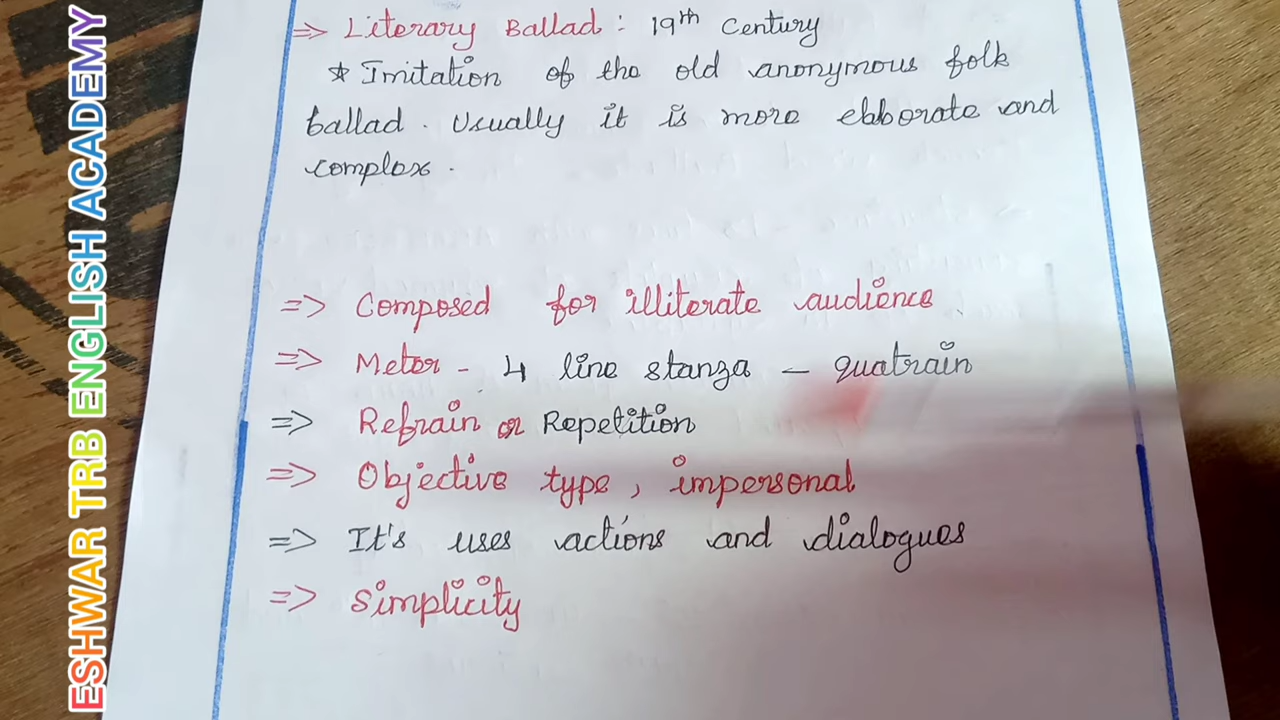 ⇒ Literary Ballad : 19th Century
* Imitation of the old anonymous folk
ballad. Usually it is more elborate and
complex.
=> Composed for illiterate audience.
=> Meter - 4 line stanza - quatrain
=> Refrain or Repetition
=> Objective type, impersonal
=> It's uses actions and dialogues
=> Simplicity
ESHWAR TRB ENGLISH ACADEMY